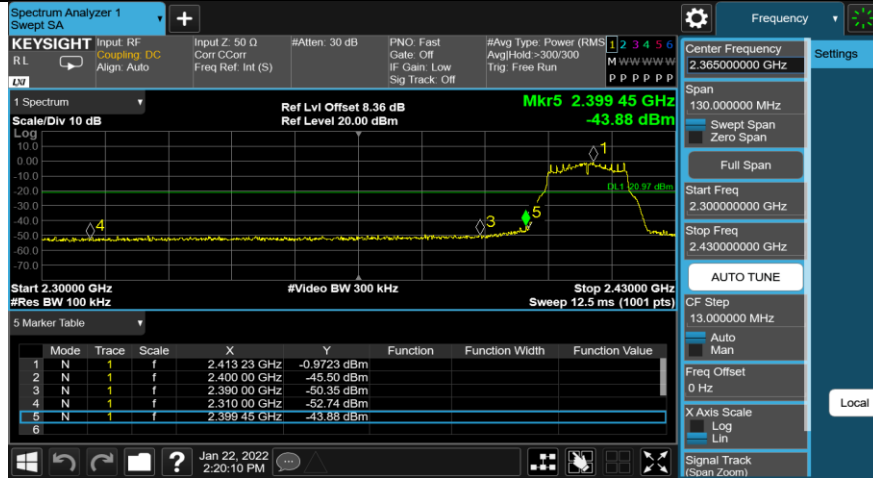 Spectrum Analyzer 1
Swept SA
Frequency
KEYSIGHT
R L
LXI
Input: RF
Coupling: DC
Align: Auto
Input Z: 50 Ω
Corr CCorr
Freq Ref: Int (S)
#Atten: 30 dB
PNO: Fast
Gate: Off
IF Gain: Low
Sig Track: Off
#Avg Type: Power (RMS
Avg|Hold:>300/300
Trig: Free Run
1 2 3 4 5 6
M W W W W W
P P P P P P
1 Spectrum
Scale/Div 10 dB
Ref Lvl Offset 8.36 dB
Ref Level 20.00 dBm
Mkr5 2.399 45 GHz
-43.88 dBm
Log
10.0
0.00
-10.0
-20.0
-30.0
-40.0
-50.0
-60.0
-70.0
1
DL1 -20.97 dBm
5
3
4
Start 2.30000 GHz
#Res BW 100 kHz
#Video BW 300 kHz
Stop 2.43000 GHz
Sweep 12.5 ms (1001 pts)
5 Marker Table
Mode Trace Scale X Y Function Function Width Function Value
1 N 1 f 2.413 23 GHz -0.9723 dBm
2 N 1 f 2.400 00 GHz -45.50 dBm
3 N 1 f 2.390 00 GHz -50.35 dBm
4 N 1 f 2.310 00 GHz -52.74 dBm
5 N 1 f 2.399 45 GHz -43.88 dBm
6
?
Jan 22, 2022
2:20:10 PM
Center Frequency
2.365000000 GHz
Settings
Span
130.000000 MHz
Swept Span
Zero Span
Full Span
Start Freq
2.300000000 GHz
Stop Freq
2.430000000 GHz
AUTO TUNE
CF Step
13.000000 MHz
Auto
Man
Freq Offset
0 Hz
Local
X Axis Scale
Log
Lin
Signal Track
(Span Zoom)